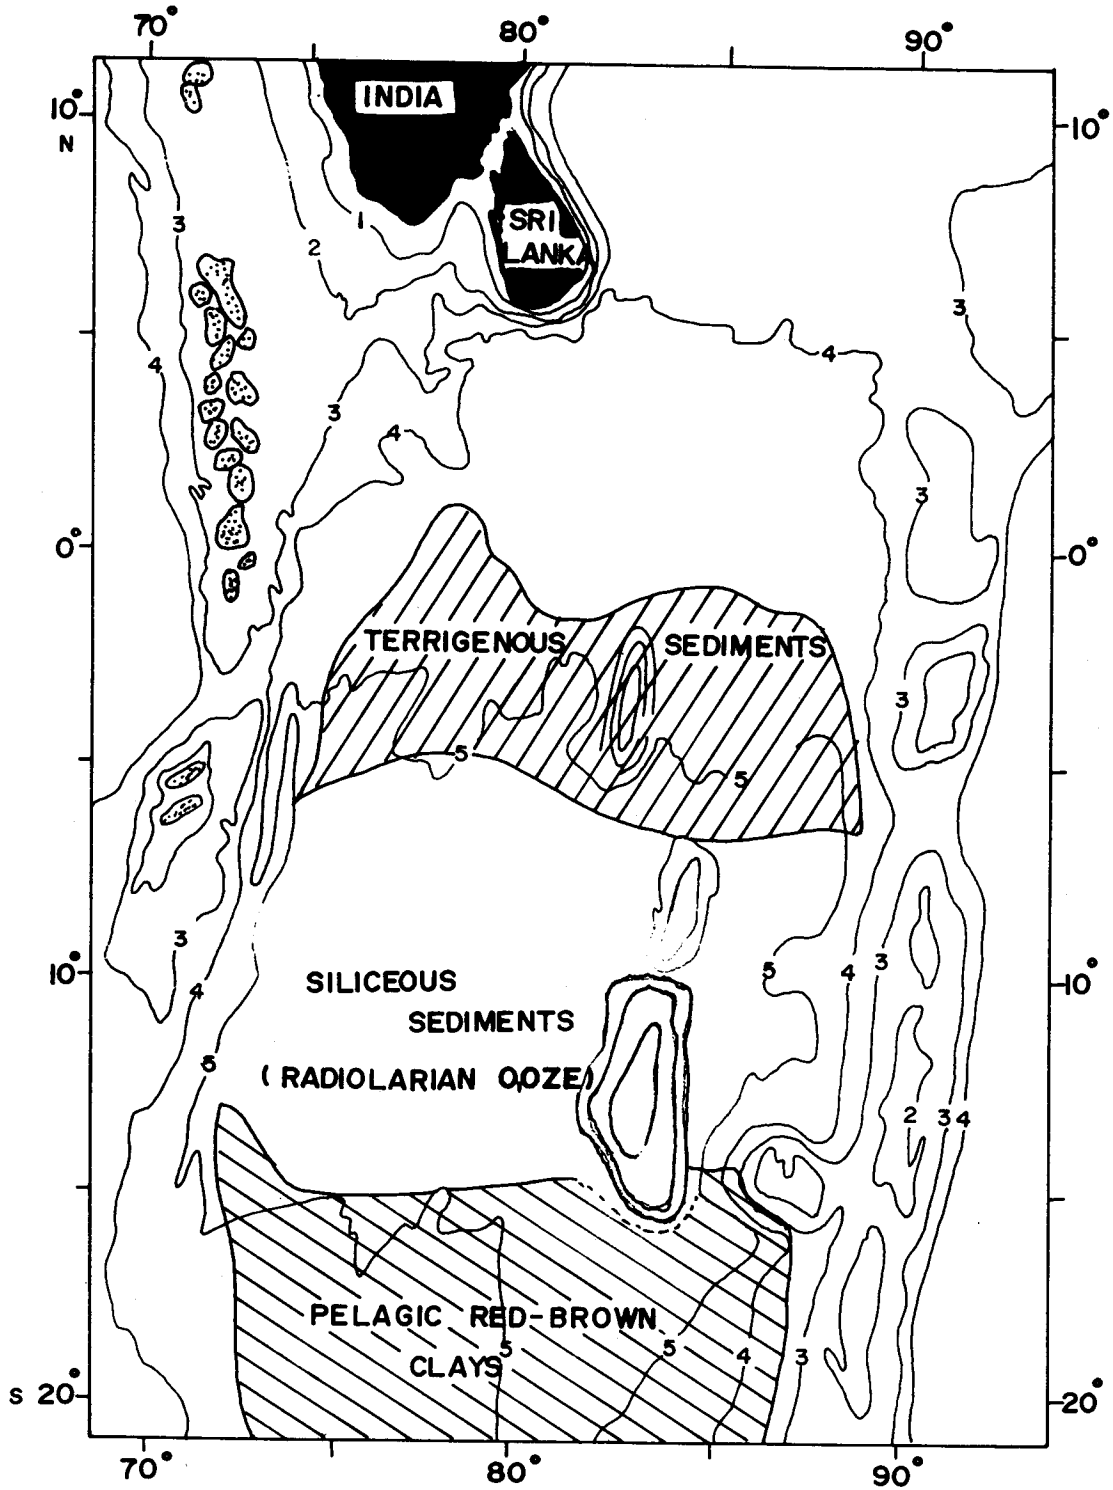 70° 80° 90°
10° INDIA 10°
N
SRI
3 1
2 LANKA
3
4 4
3
4
3
0° 0°
TERRIGENOUS SEDIMENTS
3
5 5
3
10° SILICEOUS 5 4 3 10°
4
SEDIMENTS
5
(RADIOLARIAN OOZE)
2 3 4
PELAGIC RED-BROWN
5 5 4 3
CLAYS
S 20° 20°
70° 80° 90°